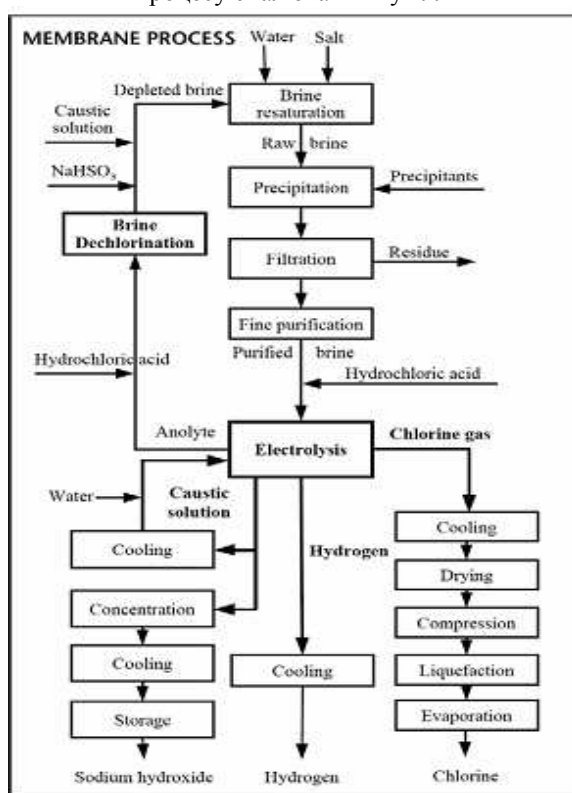 MEMBRANE PROCESS
Water
Salt
Depleted brine
Brine
resaturation
Caustic
solution
Raw brine
NaHSO₃
Precipitation
Precipitants
Brine
Dechlorination
Filtration
Residue
Fine purification
Purified brine
Hydrochloric acid
Hydrochloric acid
Anolyte
Electrolysis
Chlorine gas
Water
Caustic
solution
Cooling
Cooling
Hydrogen
Drying
Concentration
Compression
Cooling
Cooling
Liquefaction
Storage
Evaporation
Sodium hydroxide
Hydrogen
Chlorine